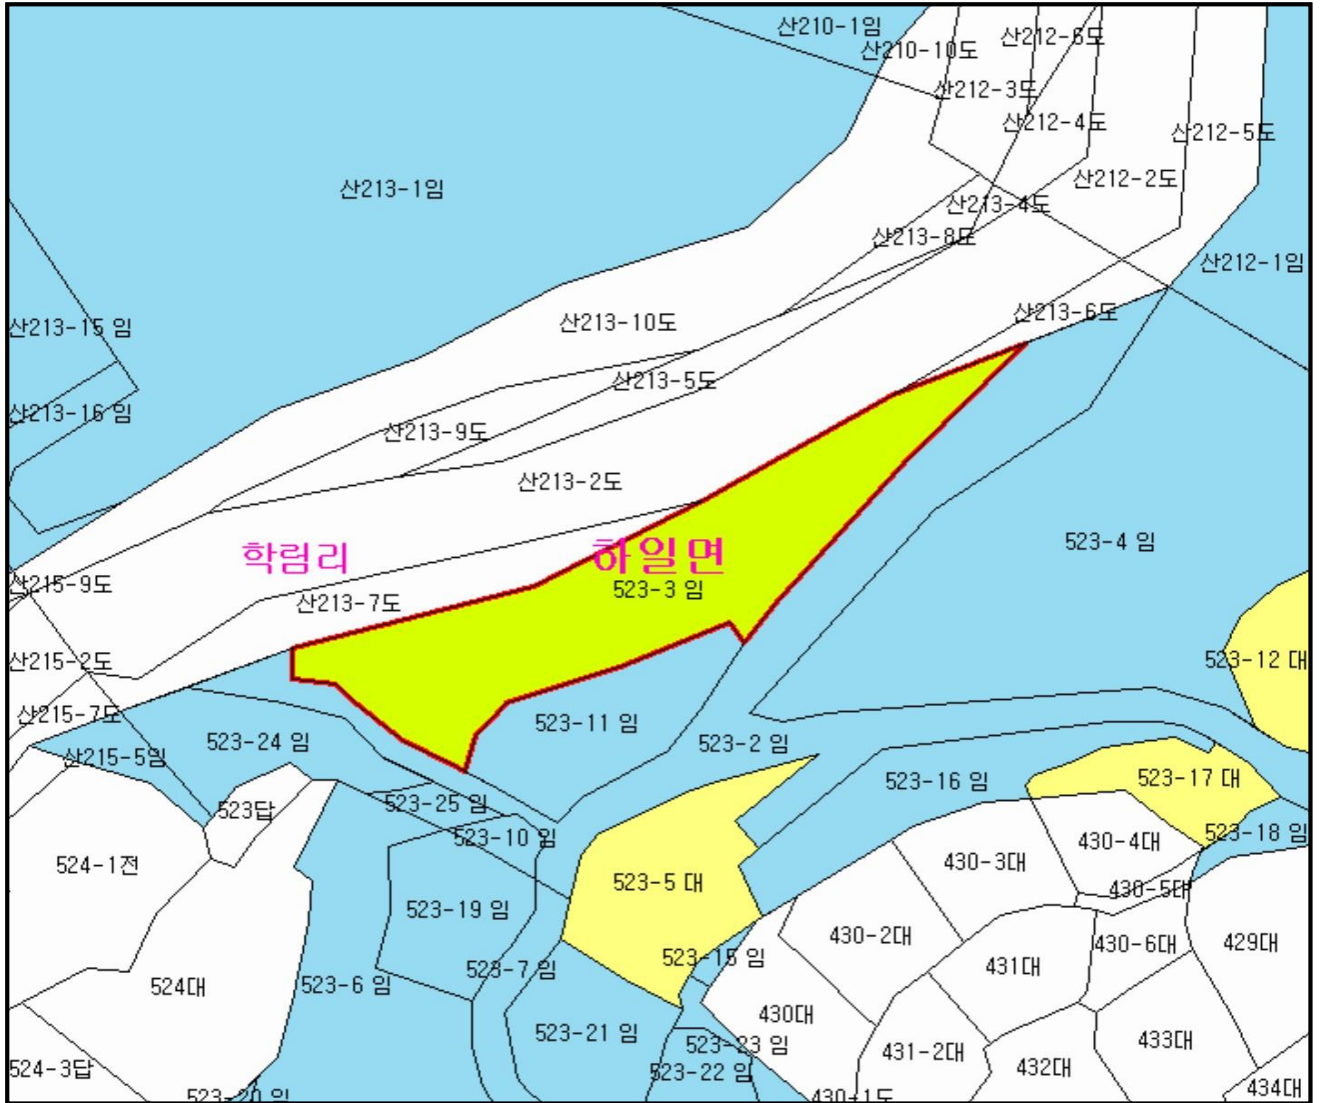 산210-1임
산210-10도
산212-6도
산212-3도
산212-4도
산212-5도
산213-1임
산212-2도
산213-4도
산213-8도
산212-1임
산213-6도
산213-15 임
산213-10도
산213-5도
산213-16 임
산213-9도
산213-2도
523-4 임
학림리
하일면
산215-9도
523-3 임
산213-7도
산215-2도
523-12 대
산215-7도
523-11 임
523-24 임
523-2 임
산215-5임
523-16 임
523-17 대
523-25 임
523답
523-10 임
523-18 임
430-4대
524-1전
430-3대
523-5 대
430-5대
523-19 임
430-2대
430-6대
429대
523-15 임
431대
523-7 임
524대
523-6 임
430대
523-21 임
433대
523-23 임
431-2대
524-3답
523-22 임
432대
434대
523-20 임
430-1도